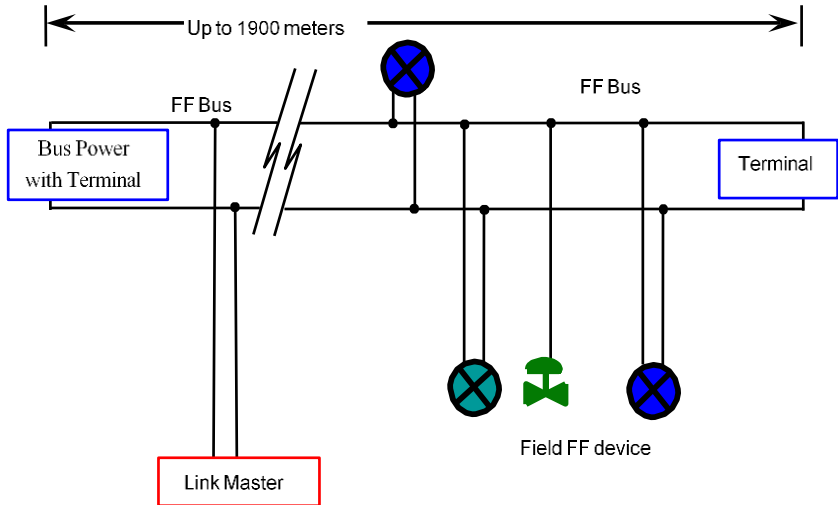 Up to 1900 meters
FF Bus
FF Bus
Bus Power
with Terminal
Terminal
Field FF device
Link Master